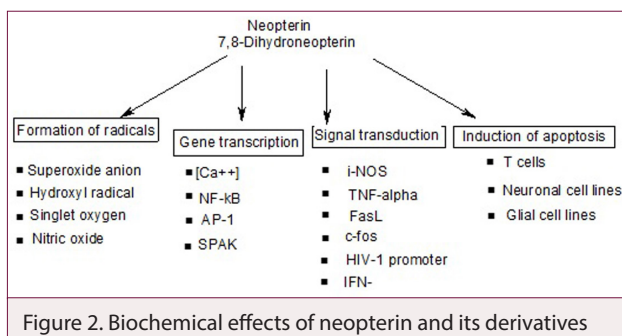 Neopterin
7,8-Dihydroneopterin
Formation of radicals
Superoxide anion
Hydroxyl radical
Singlet oxygen
Nitric oxide
Gene transcription
[Ca++]
NF-kB
AP-1
SPAK
Signal transduction
i-NOS
TNF-alpha
FasL
c-fos
HIV-1 promoter
IFN-
Induction of apoptosis
T cells
Neuronal cell lines
Glial cell lines
Figure 2. Biochemical effects of neopterin and its derivatives